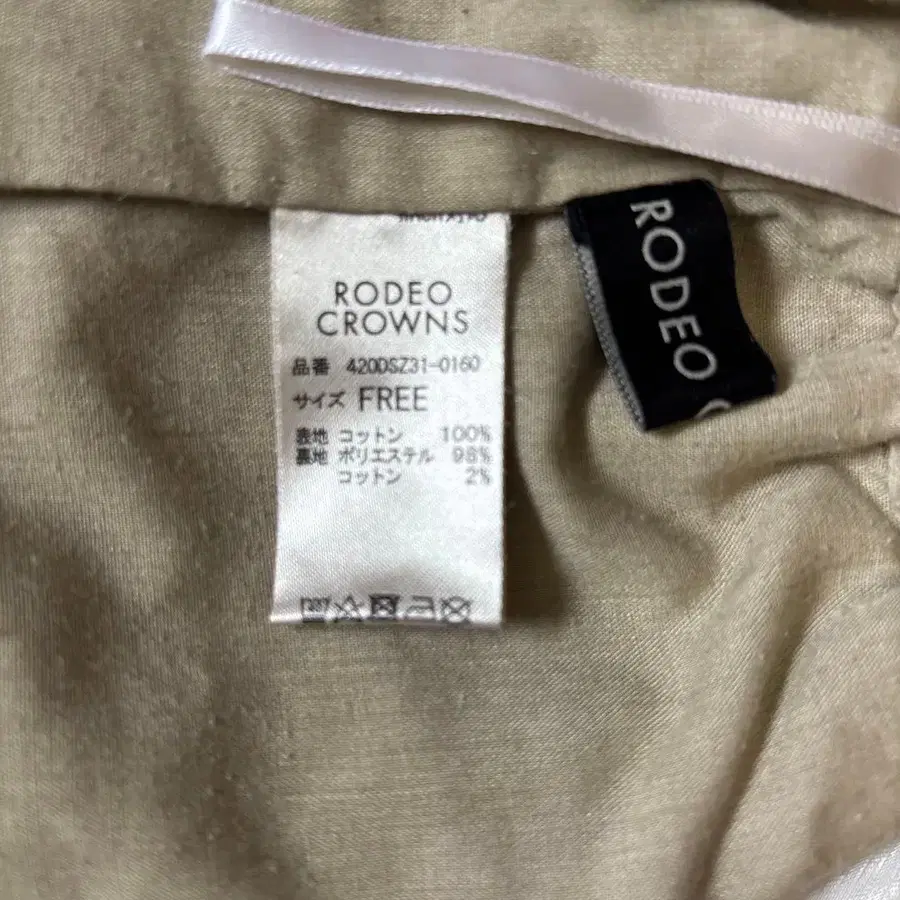 RODEO
CROWNS
品番 420DSZ31-0160
サイズ FREE
表地 コットン 100%
裏地 ポリエステル 98%
コットン 2%
RODEO